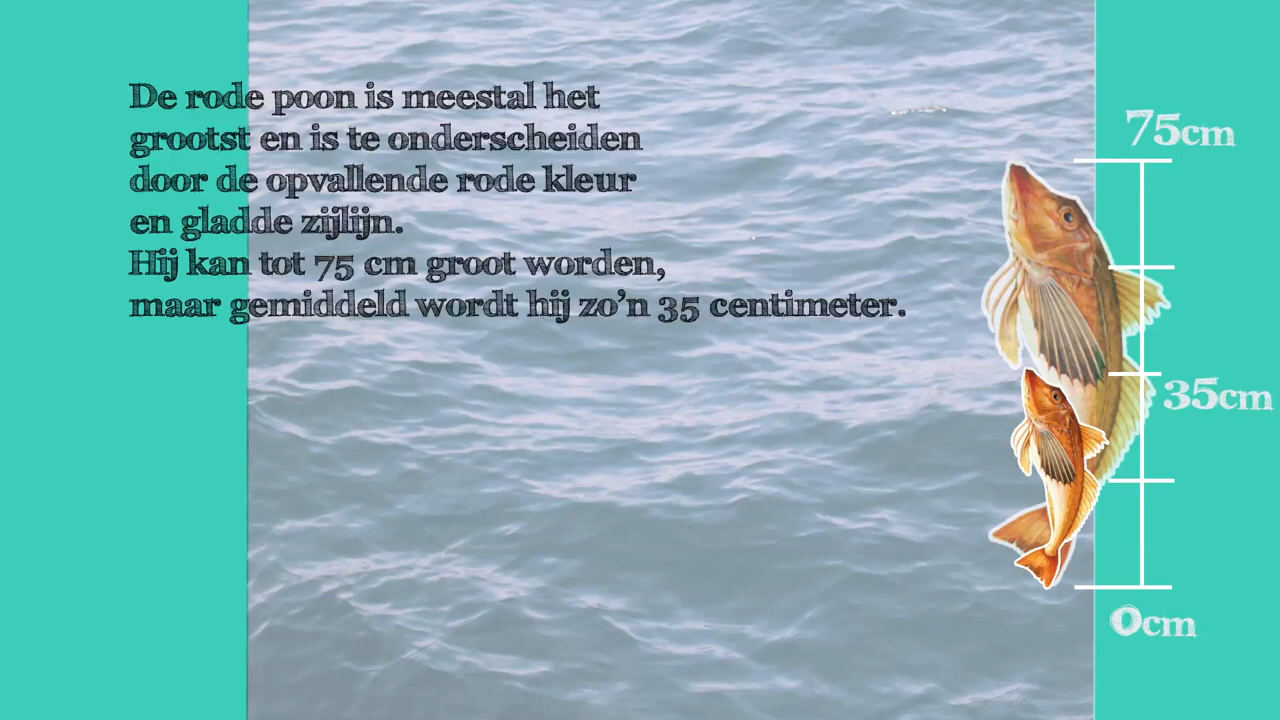 De rode poon is meestal het
grootst en is te onderscheiden
door de opvallende rode kleur
en gladde zijlijn.
Hij kan tot 75 cm groot worden,
maar gemiddeld wordt hij zo’n 35 centimeter.
75cm
35cm
0cm